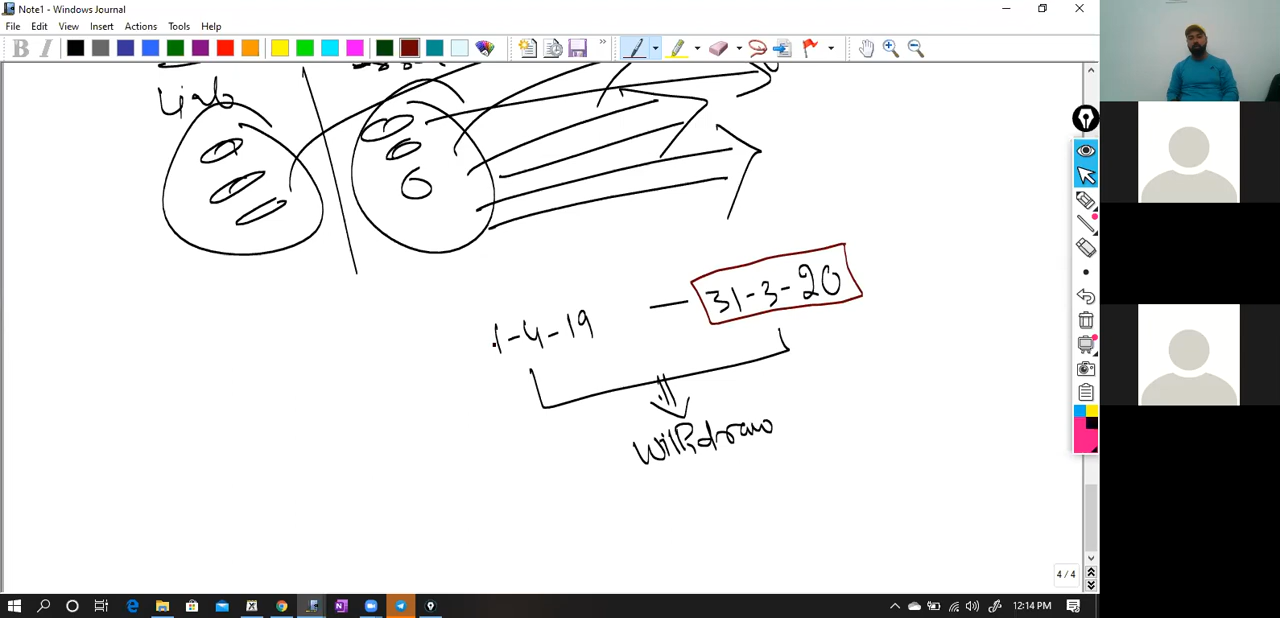 Note1 - Windows Journal
File Edit View Insert Actions Tools Help
B I
1-4-19 — 31-3-20
Withdraw
4 / 4
12:14 PM